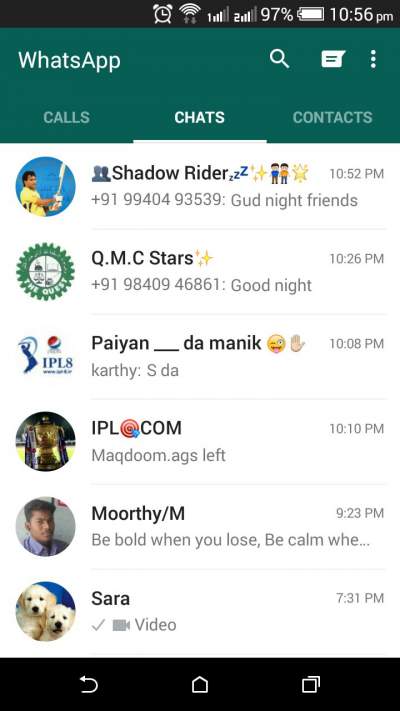 97% 10:56 pm
WhatsApp
CALLS CHATS CONTACTS
👥Shadow Rider💤✨👬🌟 10:52 PM
+91 99404 93539: Gud night friends
Q.M.C Stars✨ 10:26 PM
+91 98409 46861: Good night
Paiyan ___ da manik 😜✋ 10:08 PM
karthy: S da
IPL8
IPL🎯COM 10:10 PM
Maqdoom.ags left
Moorthy/M 9:23 PM
Be bold when you lose, Be calm whe...
Sara 7:31 PM
Video